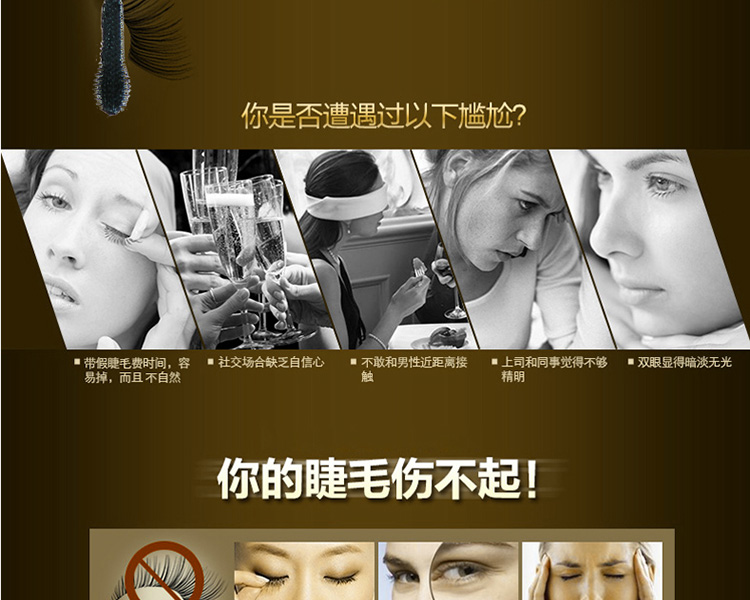 你是否遭遇过以下尴尬?
■ 带假睫毛费时间，容
易掉，而且 不自然
■ 社交场合缺乏自信心
■ 不敢和男性近距离接
触
■ 上司和同事觉得不够
精明
■ 双眼显得暗淡无光
你的睫毛伤不起！